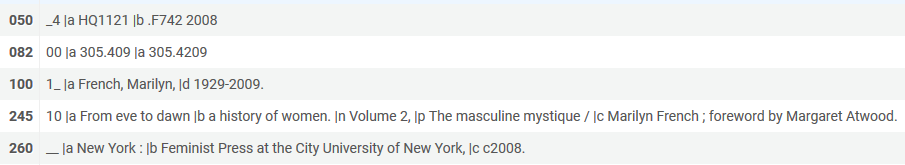 050 _4 |a HQ1121 |b .F742 2008
082 00 |a 305.409 |a 305.4209
100 1_ |a French, Marilyn, |d 1929-2009.
245 10 |a From eve to dawn |b a history of women. |n Volume 2, |p The masculine mystique / |c Marilyn French ; foreword by Margaret Atwood.
260 __ |a New York : |b Feminist Press at the City University of New York, |c c2008.